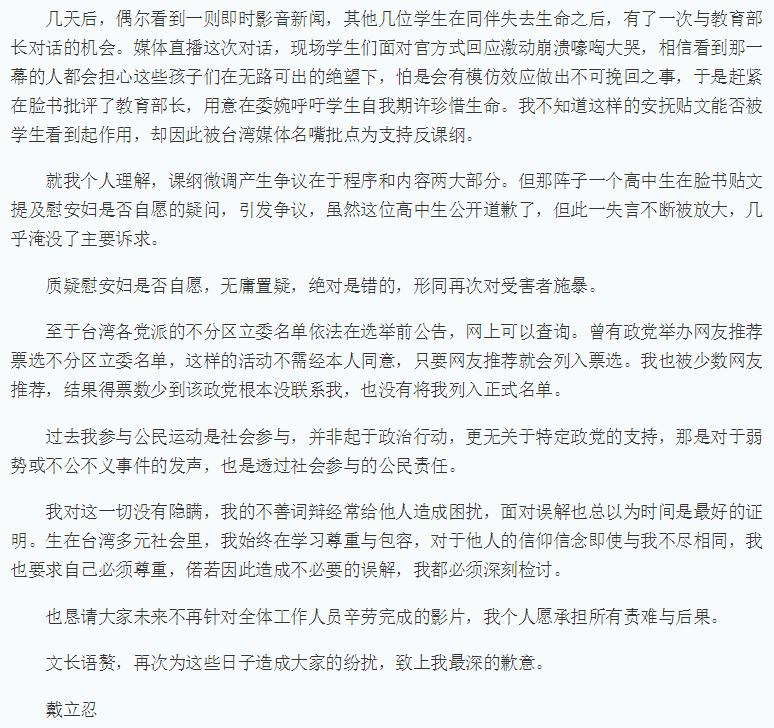 几天后，偶尔看到一则即时影音新闻，其他几位学生在同伴失去生命之后，有了一次与教育部
长对话的机会。媒体直播这次对话，现场学生们面对官方式回应激动崩溃嚎啕大哭，相信看到那一
幕的人都会担心这些孩子们在无路可出的绝望下，怕是会有模仿效应做出不可挽回之事，于是赶紧
在脸书批评了教育部长，用意在委婉呼吁学生自我期许珍惜生命。我不知道这样的安抚贴文能否被
学生看到起作用，却因此被台湾媒体名嘴批点为支持反课纲。
就我个人理解，课纲微调产生争议在于程序和内容两大部分。但那阵子一个高中生在脸书贴文
提及慰安妇是否自愿的疑问，引发争议，虽然这位高中生公开道歉了，但此一失言不断被放大，几
乎淹没了主要诉求。
质疑慰安妇是否自愿，无庸置疑，绝对是错的，形同再次对受害者施暴。
至于台湾各党派的不分区立委名单依法在选举前公告，网上可以查询。曾有政党举办网友推荐
票选不分区立委名单，这样的活动不需经本人同意，只要网友推荐就会列入票选。我也被少数网友
推荐，结果得票数少到该政党根本没联系我，也没有将我列入正式名单。
过去我参与公民运动是社会参与，并非起于政治行动，更无关于特定政党的支持，那是对于弱
势或不公不义事件的发声，也是透过社会参与的公民责任。
我对这一切没有隐瞒，我的不善词辩经常给他人造成困扰，面对误解也总以为时间是最好的证
明。生在台湾多元社会里，我始终在学习尊重与包容，对于他人的信仰信念即使与我不尽相同，我
也要求自己必须尊重，偌若因此造成不必要的误解，我都必须深刻检讨。
也恳请大家未来不再针对全体工作人员辛劳完成的影片，我个人愿承担所有责难与后果。
文长语赘，再次为这些日子造成大家的纷扰，致上我最深的歉意。
戴立忍